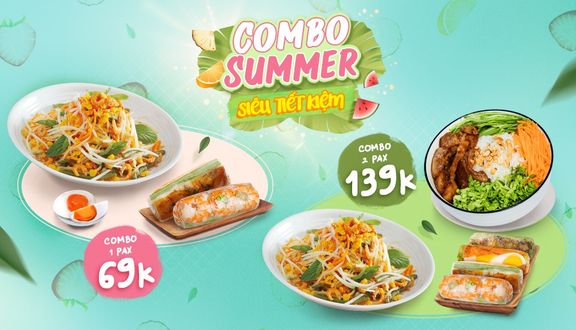 COMBO
SUMMER
SIÊU TIẾT KIỆM
COMBO
2 PAX
139K
COMBO
1 PAX
69K